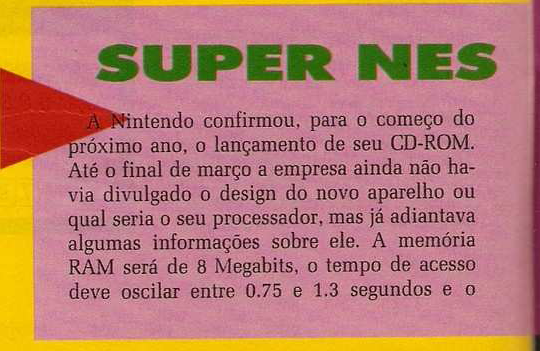 SUPER NES
A Nintendo confirmou, para o começo do
próximo ano, o lançamento de seu CD-ROM.
Até o final de março a empresa ainda não ha-
via divulgado o design do novo aparelho ou
qual seria o seu processador, mas já adiantava
algumas informações sobre ele. A memória
RAM será de 8 Megabits, o tempo de acesso
deve oscilar entre 0.75 e 1.3 segundos e o